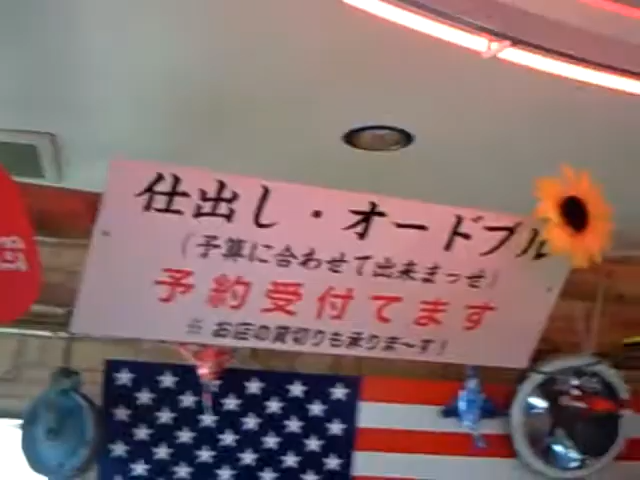 仕出し・オードブル
(予算に合わせて出来まっせ)
予約受付てます
※ お店の貸切りも承りま〜す!